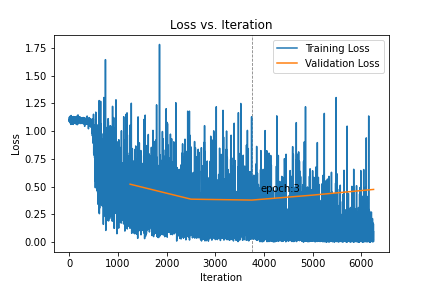 Loss vs. Iteration
Training Loss
Validation Loss
1.75
1.50
1.25
1.00
0.75
0.50
0.25
0.00
Loss
epoch:3
0 1000 2000 3000 4000 5000 6000
Iteration